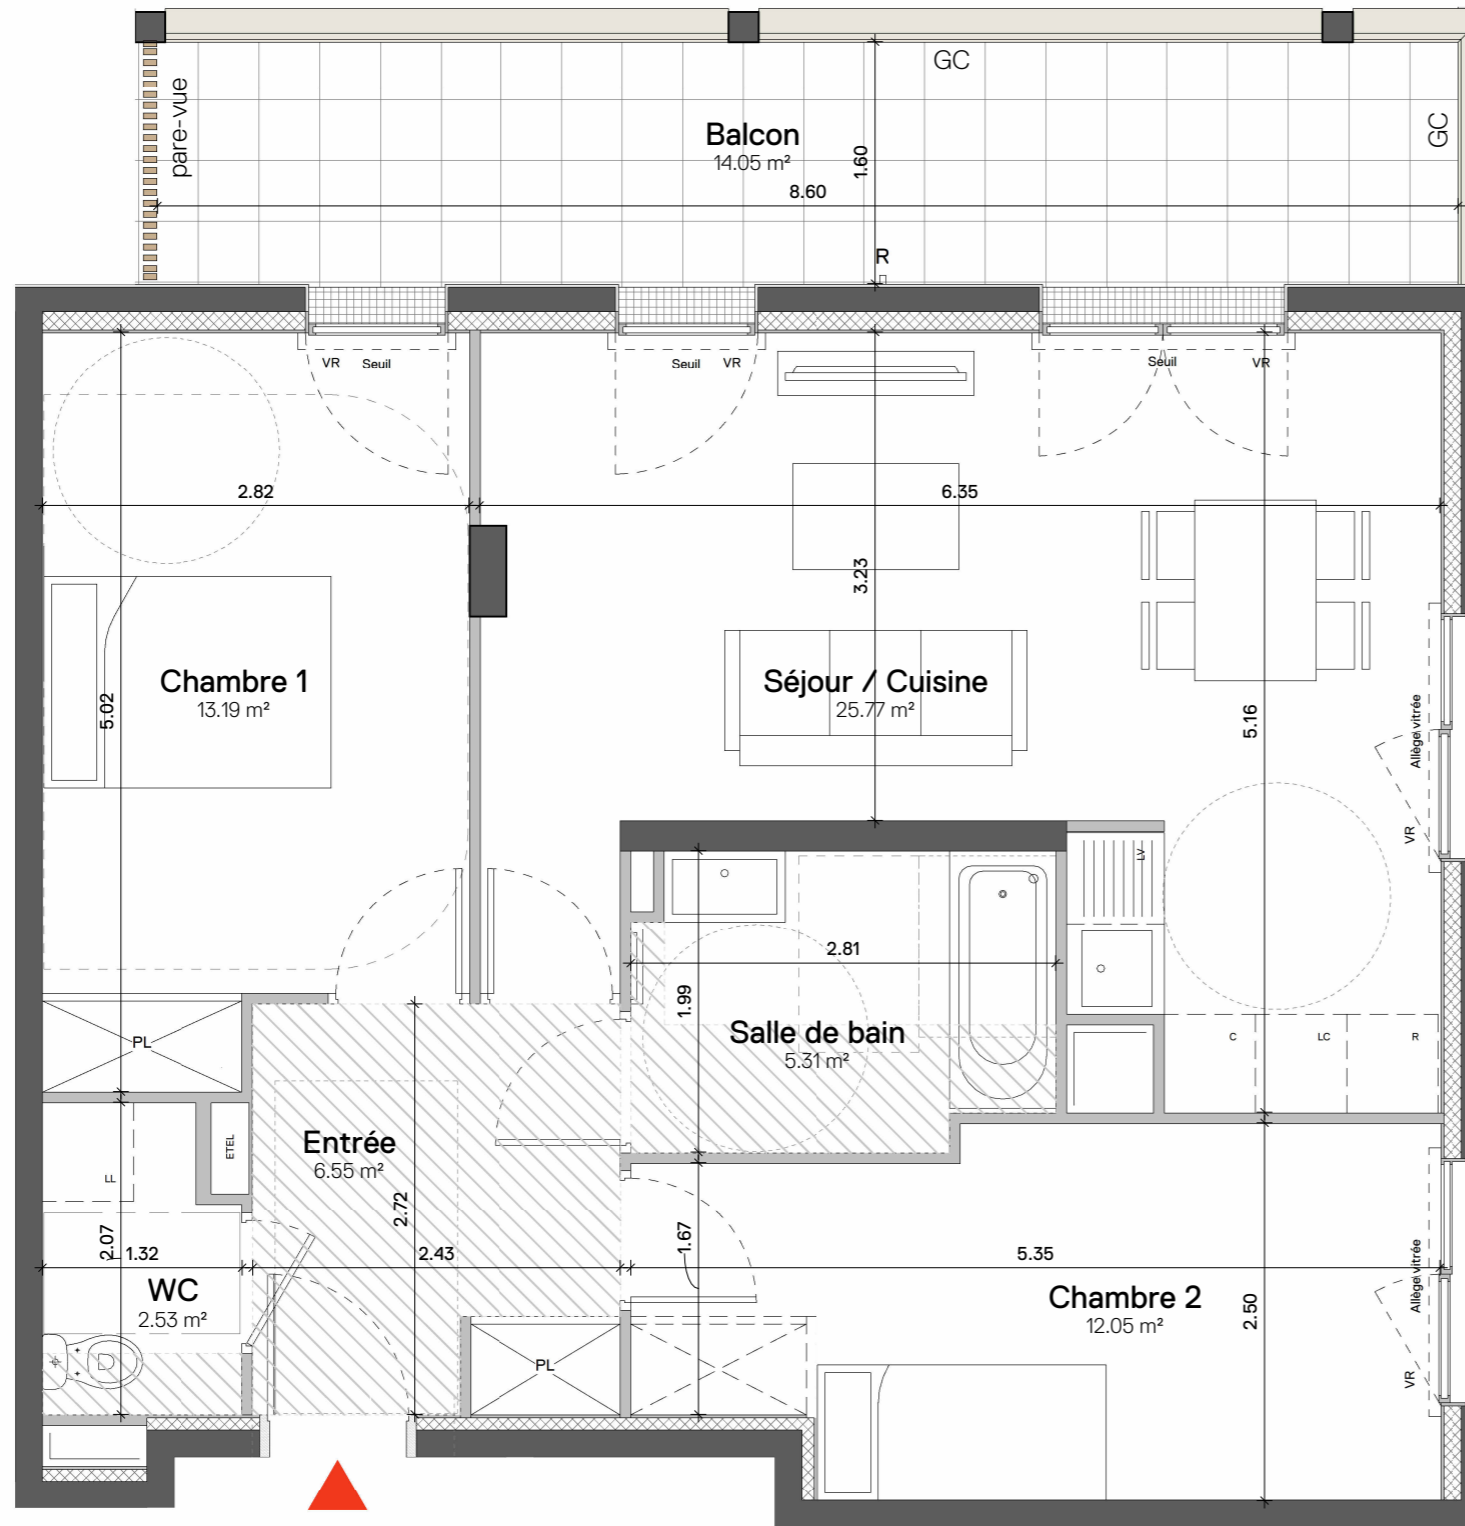 GC
pare-vue
GC
Balcon
14.05 m²
1.60
8.60
R
VR Seuil
Seuil VR
Seuil VR
2.82
6.35
3.23
Chambre 1
13.19 m²
5.02
Séjour / Cuisine
25.77 m²
5.16
Allège vitrée
VR
LV
2.81
1.99
Salle de bain
5.31 m²
PL
C LC R
ETEL
Entrée
6.55 m²
LL
2.72
2.07
1.32
2.43
1.67
5.35
WC
2.53 m²
Chambre 2
12.05 m²
2.50
Allège vitrée
VR
PL